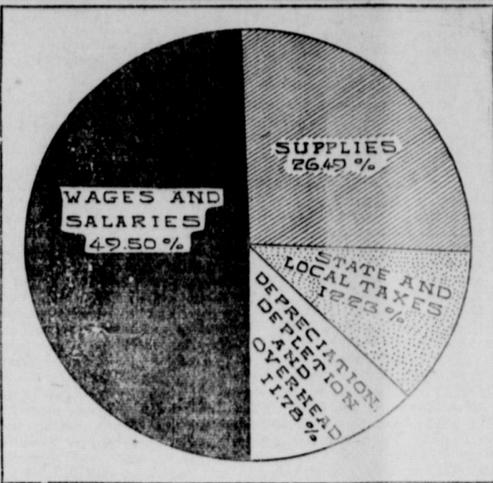 SUPPLIES
26.49 %
WAGES AND
SALARIES
49.50 %
STATE AND
LOCAL TAXES
12.23 %
DEPRECIATION,
DEPLETION
AND
OVERHEAD
11.78 %